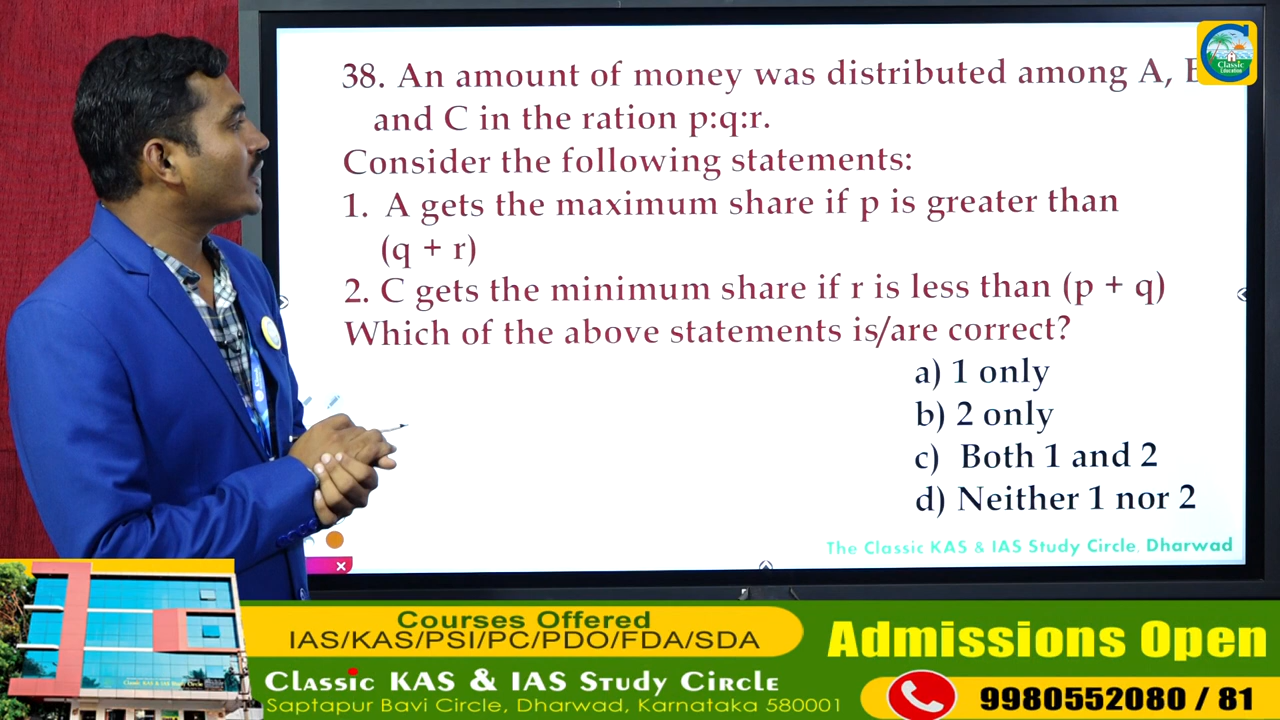 38. An amount of money was distributed among A,
and C in the ration p:q:r.
Consider the following statements:
1. A gets the maximum share if p is greater than
(q + r)
2. C gets the minimum share if r is less than (p + q)
Which of the above statements is/are correct?
a) 1 only
b) 2 only
c) Both 1 and 2
d) Neither 1 nor 2
The Classic KAS & IAS Study Circle. Dharwad
Classic
Education
Courses Offered
IAS/KAS/PSI/PC/PDO/FDA/SDA
Classic KAS & IAS Study Circle
Saptapur Bavi Circle, Dharwad, Karnataka 580001
Admissions Open
9980552080 / 81